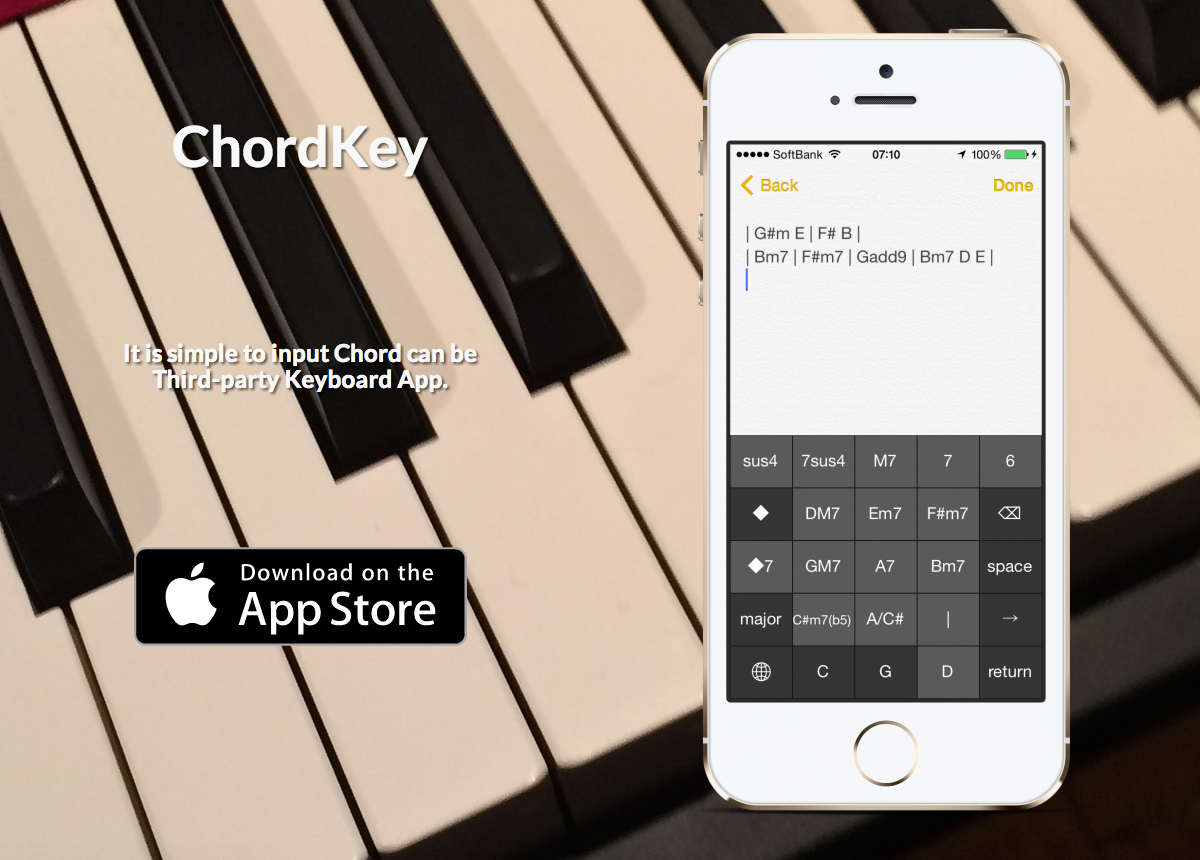 ChordKey
It is simple to input Chord can be
Third-party Keyboard App.
Download on the
App Store
SoftBank 07:10 100%
Back Done
| G#m E | F# B |
| Bm7 | F#m7 | Gadd9 | Bm7 D E |
sus4 7sus4 M7 7 6
◆ DM7 Em7 F#m7 ⌫
◆7 GM7 A7 Bm7 space
major C#m7(b5) A/C# | →
C G D return